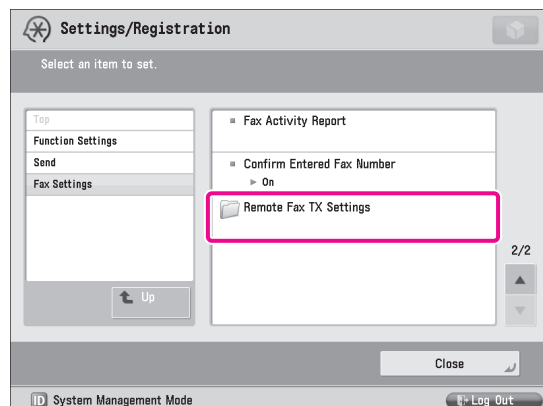 Settings/Registration
Select an item to set.
Top
Function Settings
Send
Fax Settings
Up
Fax Activity Report
Confirm Entered Fax Number
► On
Remote Fax TX Settings
2/2
▲
▼
Close
ID System Management Mode
Log Out